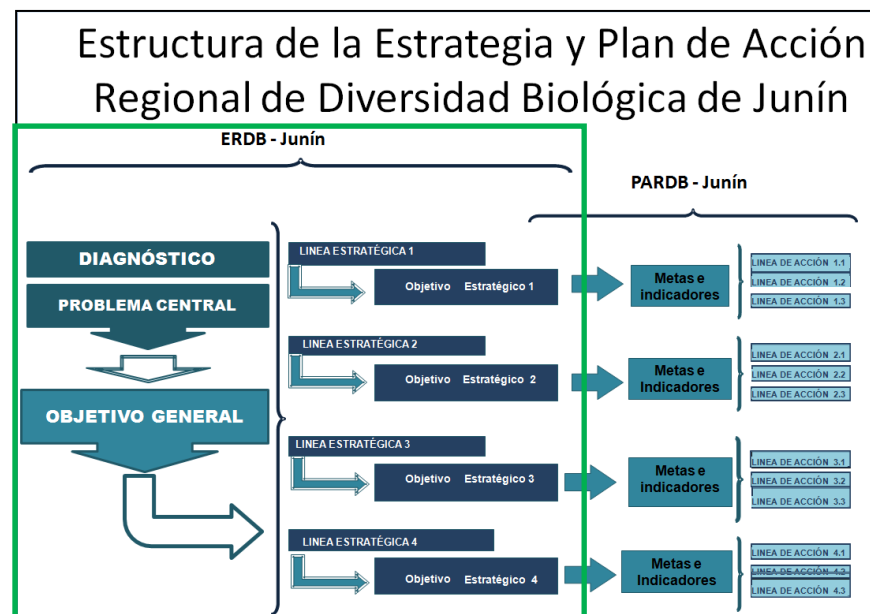 Estructura de la Estrategia y Plan de Acción
Regional de Diversidad Biológica de Junín
ERDB - Junín
PARDB - Junín
DIAGNÓSTICO
PROBLEMA CENTRAL
OBJETIVO GENERAL
LINEA ESTRATÉGICA 1
Objetivo Estratégico 1
Metas e
indicadores
LINEA DE ACCIÓN 1.1
LINEA DE ACCIÓN 1.2
LINEA DE ACCIÓN 1.3
LINEA ESTRATÉGICA 2
Objetivo Estratégico 2
Metas e
Indicadores
LINEA DE ACCIÓN 2.1
LINEA DE ACCIÓN 2.2
LINEA DE ACCIÓN 2.3
LINEA ESTRATÉGICA 3
Objetivo Estratégico 3
Metas e
indicadores
LINEA DE ACCIÓN 3.1
LINEA DE ACCIÓN 3.2
LINEA DE ACCIÓN 3.3
LINEA ESTRATÉGICA 4
Objetivo Estratégico 4
Metas e
Indicadores
LINEA DE ACCIÓN 4.1
LINEA DE ACCIÓN 4.2
LINEA DE ACCIÓN 4.3